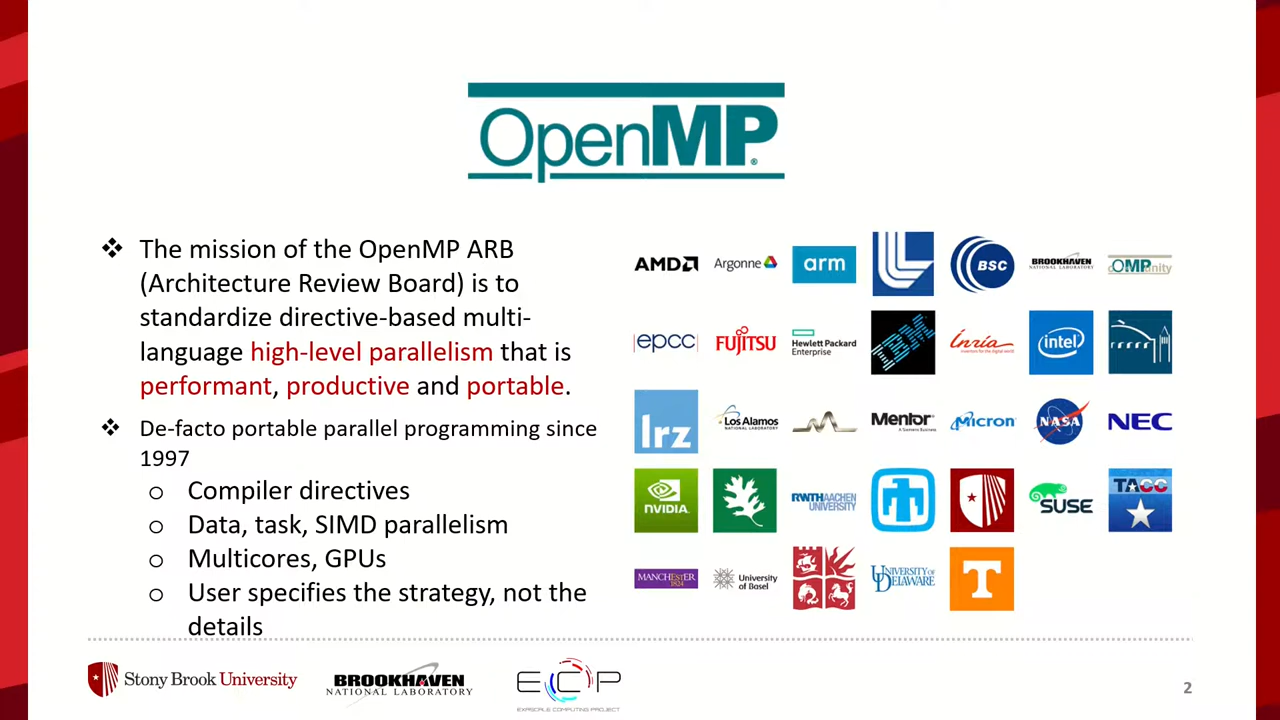 OpenMP®
❖ The mission of the OpenMP ARB
(Architecture Review Board) is to
standardize directive-based multi-
language high-level parallelism that is
performant, productive and portable.
❖ De-facto portable parallel programming since
1997
o Compiler directives
o Data, task, SIMD parallelism
o Multicores, GPUs
o User specifies the strategy, not the
details
AMD Argonne arm BSC BROOKHAVEN NATIONAL LABORATORY cOMPunity
epcc FUJITSU Hewlett Packard Enterprise IBM Inria intel
lrz Los Alamos NATIONAL LABORATORY Mentor® A Siemens Business Micron NASA NEC
NVIDIA. RWTHAACHEN UNIVERSITY SUSE TACC
MANCHESTER 1824 University of Basel UNIVERSITY OF DELAWARE T
Stony Brook University BROOKHAVEN NATIONAL LABORATORY ECP EXASCALE COMPUTING PROJECT
2